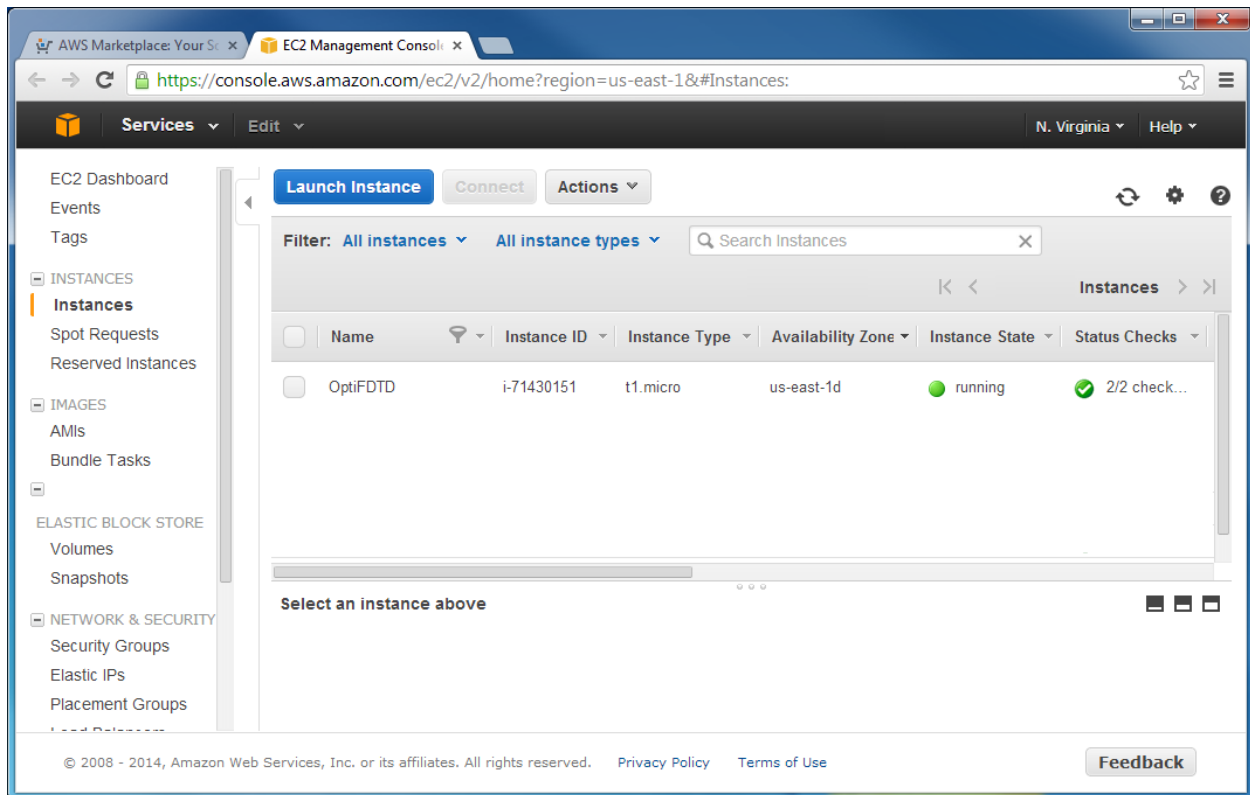 AWS Marketplace: Your Sc
EC2 Management Consol
https://console.aws.amazon.com/ec2/v2/home?region=us-east-1&#Instances:
Services Edit N. Virginia Help
EC2 Dashboard
Events
Tags
INSTANCES
Instances
Spot Requests
Reserved Instances
IMAGES
AMIs
Bundle Tasks
ELASTIC BLOCK STORE
Volumes
Snapshots
NETWORK & SECURITY
Security Groups
Elastic IPs
Placement Groups
Launch Instance Connect Actions
Filter: All instances All instance types Search Instances
Instances
Name Instance ID Instance Type Availability Zone Instance State Status Checks
OptiFDTD i-71430151 t1.micro us-east-1d running 2/2 check...
Select an instance above
© 2008 - 2014, Amazon Web Services, Inc. or its affiliates. All rights reserved. Privacy Policy Terms of Use
Feedback